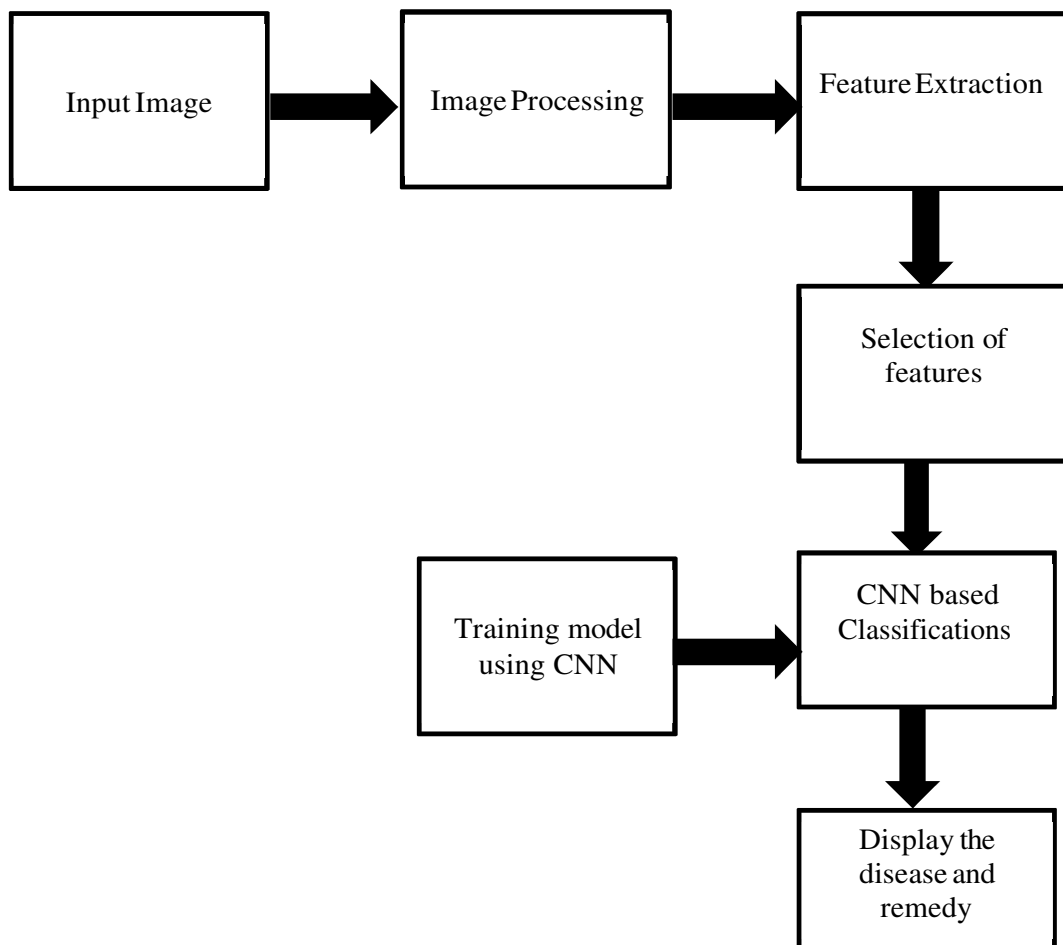 Input Image
Image Processing
Feature Extraction
Selection of
features
Training model
using CNN
CNN based
Classifications
Display the
disease and
remedy